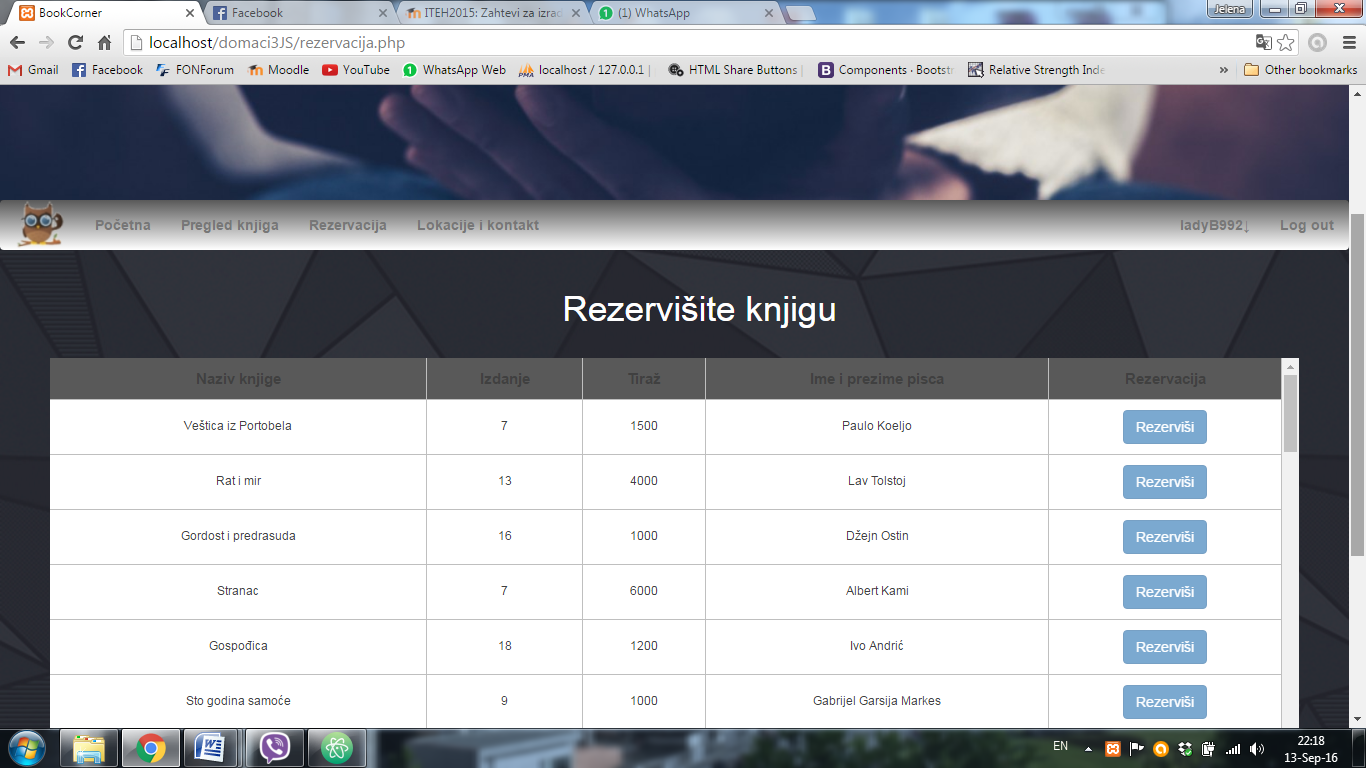 BookCorner Facebook ITEH2015: Zahtevi za izrad (1) WhatsApp Jelena
localhost/domaci3JS/rezervacija.php
Gmail Facebook FONForum Moodle YouTube WhatsApp Web localhost / 127.0.0.1 | HTML Share Buttons | Components · Bootstr Relative Strength Inde » Other bookmarks
Početna Pregled knjiga Rezervacija Lokacije i kontakt ladyB992↓ Log out
Rezervišite knjigu
Naziv knjige Izdanje Tiraž Ime i prezime pisca Rezervacija
Veštica iz Portobela 7 1500 Paulo Koeljo Rezerviši
Rat i mir 13 4000 Lav Tolstoj Rezerviši
Gordost i predrasuda 16 1000 Džejn Ostin Rezerviši
Stranac 7 6000 Albert Kami Rezerviši
Gospođica 18 1200 Ivo Andrić Rezerviši
Sto godina samoće 9 1000 Gabrijel Garsija Markes Rezerviši
EN 22:18
13-Sep-16